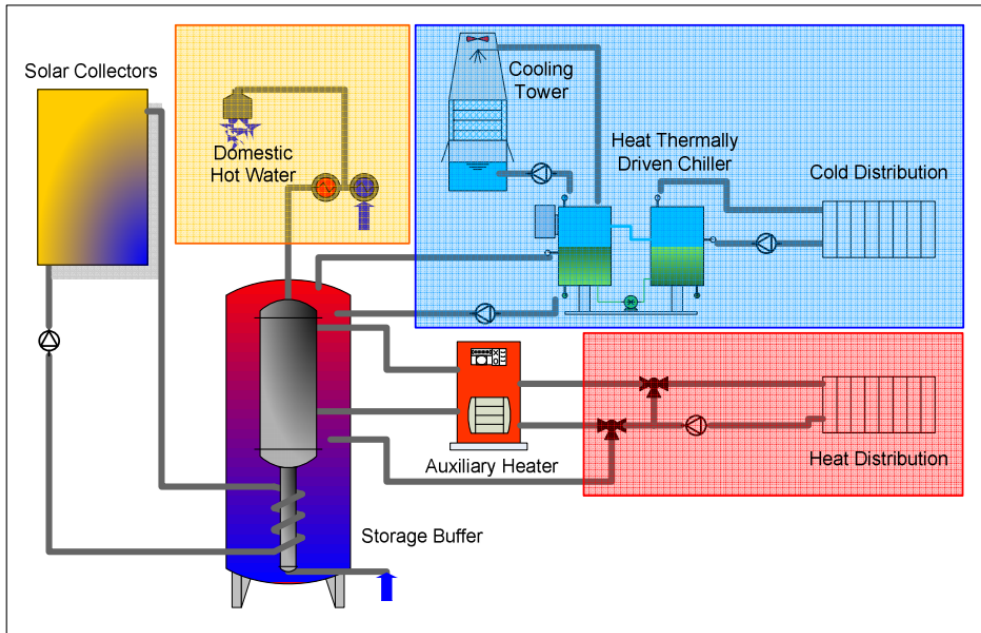 Solar Collectors
Domestic
Hot Water
Cooling
Tower
Heat Thermally
Driven Chiller
Cold Distribution
Auxiliary Heater
Heat Distribution
Storage Buffer